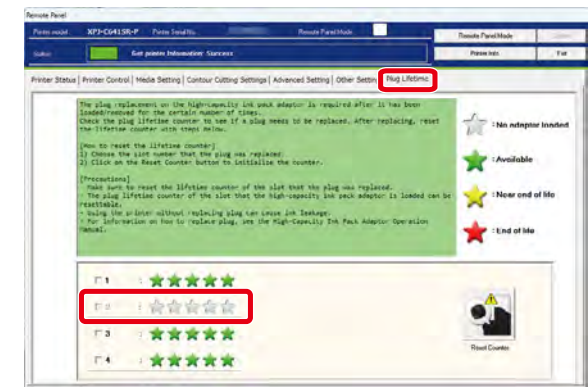 Remote Panel
Printer model XPJ-C641SR-P Printer Serial No. Remote Panel Mode Remote Panel Mode
Status Get printer Information Success Printer Info. Exit
Printer Status Printer Control Media Setting Contour Cutting Settings Advanced Setting Other Settin Plug Lifetime
The plug replacement on the high-capacity ink pack adaptor is required after it has been
loaded/removed for the certain number of times.
Check the plug lifetime counter to see if a plug needs to be replaced. After replacing, reset
the lifetime counter with steps below.
[How to reset the lifetime counter]
1) Choose the slot number that the plug was replaced.
2) Click on the Reset Counter button to initialize the counter.
[Precautions]
- Make sure to reset the lifetime counter of the slot that the plug was replaced.
- The plug lifetime counter of the slot that the high-capacity ink pack adaptor is loaded can be
resettable.
- Using the printer without replacing plug can cause ink leakage.
- For information on how to replace plug, see the High-Capacity Ink Pack Adaptor Operation
Manual.
: No adaptor loaded
: Available
: Near end of life
: End of life
1 :
2 :
3 :
4 :
Reset Counter